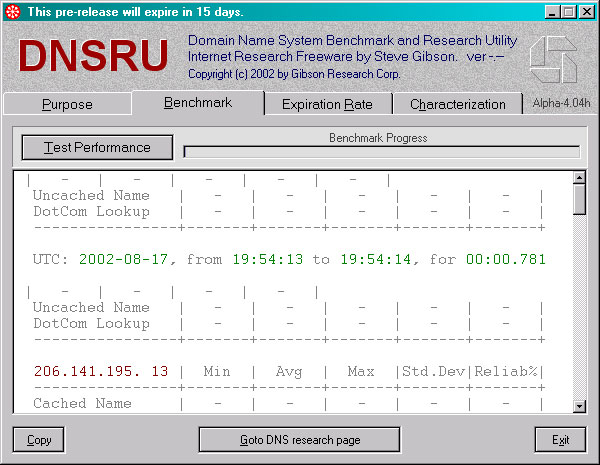 This pre-release will expire in 15 days.
DNSRU
Domain Name System Benchmark and Research Utility
Internet Research Freeware by Steve Gibson. ver -.--
Copyright (c) 2002 by Gibson Research Corp.
Purpose Benchmark Expiration Rate Characterization Alpha-4.04h
Test Performance Benchmark Progress
| - | - | - | - | - |
Uncached Name | - | - | - | - | - |
DotCom Lookup | - | - | - | - | - |
----------------+-------+-------+-------+-------+-------+
UTC: 2002-08-17, from 19:54:13 to 19:54:14, for 00:00.781
| - | - | - | - |
Uncached Name | - | - | - | - | - |
DotCom Lookup | - | - | - | - | - |
----------------+-------+-------+-------+-------+-------+
206.141.195. 13 | Min | Avg | Max |Std.Dev|Reliab%|
----------------+-------+-------+-------+-------+-------+
Cached Name | - | - | - | - | - |
Copy Goto DNS research page Exit